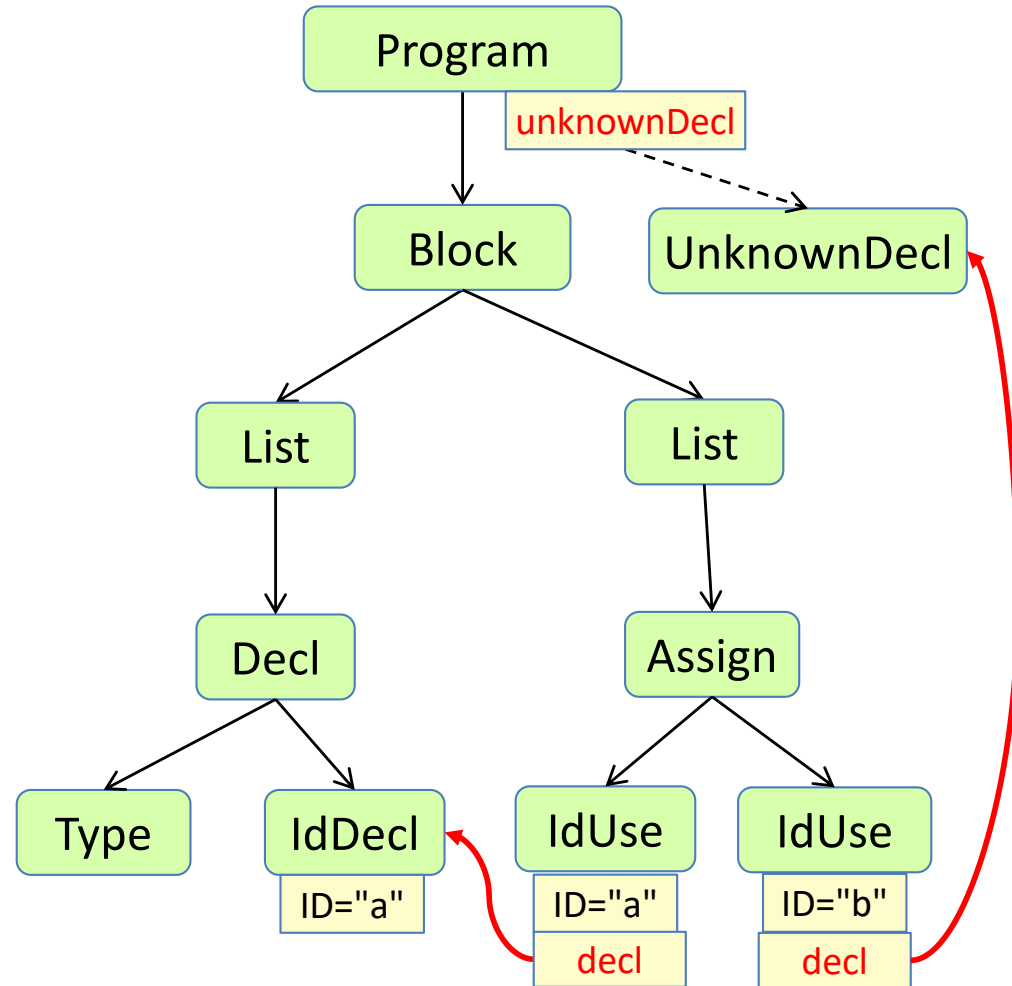 Program
unknownDecl
Block
UnknownDecl
List
List
Decl
Assign
Type
IdDecl
IdUse
IdUse
ID="a"
ID="a"
ID="b"
decl
decl